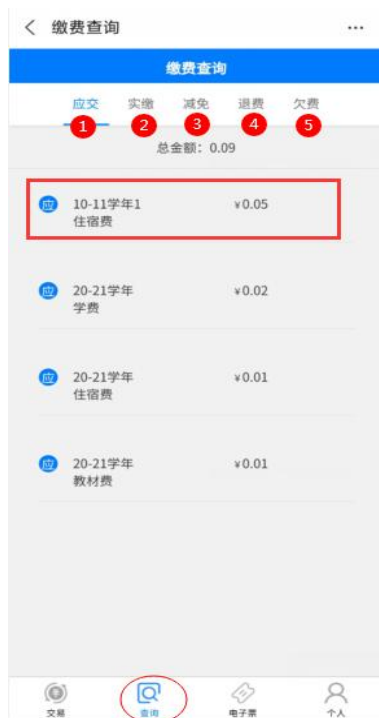 缴费查询
缴费查询
应交 实缴 减免 退费 欠费
1 2 3 4 5
总金额：0.09
应 10-11学年1 ¥0.05
住宿费
应 20-21学年 ¥0.02
学费
应 20-21学年 ¥0.01
住宿费
应 20-21学年 ¥0.01
教材费
交易 查询 电子票 个人